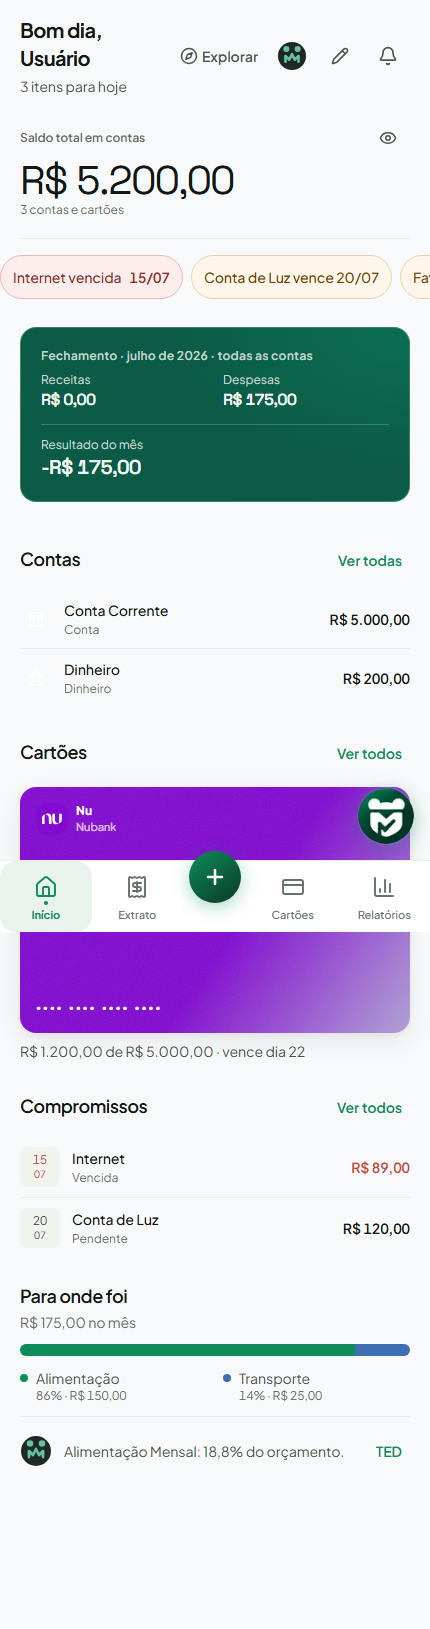 Bom dia,
Usuário
Explorar
3 itens para hoje
Saldo total em contas
R$ 5.200,00
3 contas e cartões
Internet vencida 15/07
Conta de Luz vence 20/07
Fa
Fechamento · julho de 2026 · todas as contas
Receitas
Despesas
R$ 0,00
R$ 175,00
Resultado do mês
-R$ 175,00
Contas
Ver todas
Conta Corrente
Conta
R$ 5.000,00
Dinheiro
Dinheiro
R$ 200,00
Cartões
Ver todos
nu
Nu
Nubank
Início
Extrato
Cartões
Relatórios
•••• •••• •••• ••••
R$ 1.200,00 de R$ 5.000,00 · vence dia 22
Compromissos
Ver todos
15
07
Internet
Vencida
R$ 89,00
20
07
Conta de Luz
Pendente
R$ 120,00
Para onde foi
R$ 175,00 no mês
Alimentação
86% · R$ 150,00
Transporte
14% · R$ 25,00
Alimentação Mensal: 18,8% do orçamento.
TED